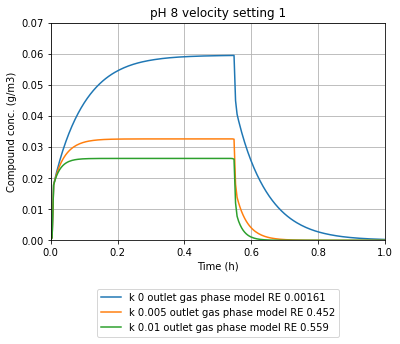 pH 8 velocity setting 1
0.07
0.06
0.05
0.04
0.03
0.02
0.01
0.00
Compound conc. (g/m3)
0.0 0.2 0.4 0.6 0.8 1.0
Time (h)
k 0 outlet gas phase model RE 0.00161
k 0.005 outlet gas phase model RE 0.452
k 0.01 outlet gas phase model RE 0.559